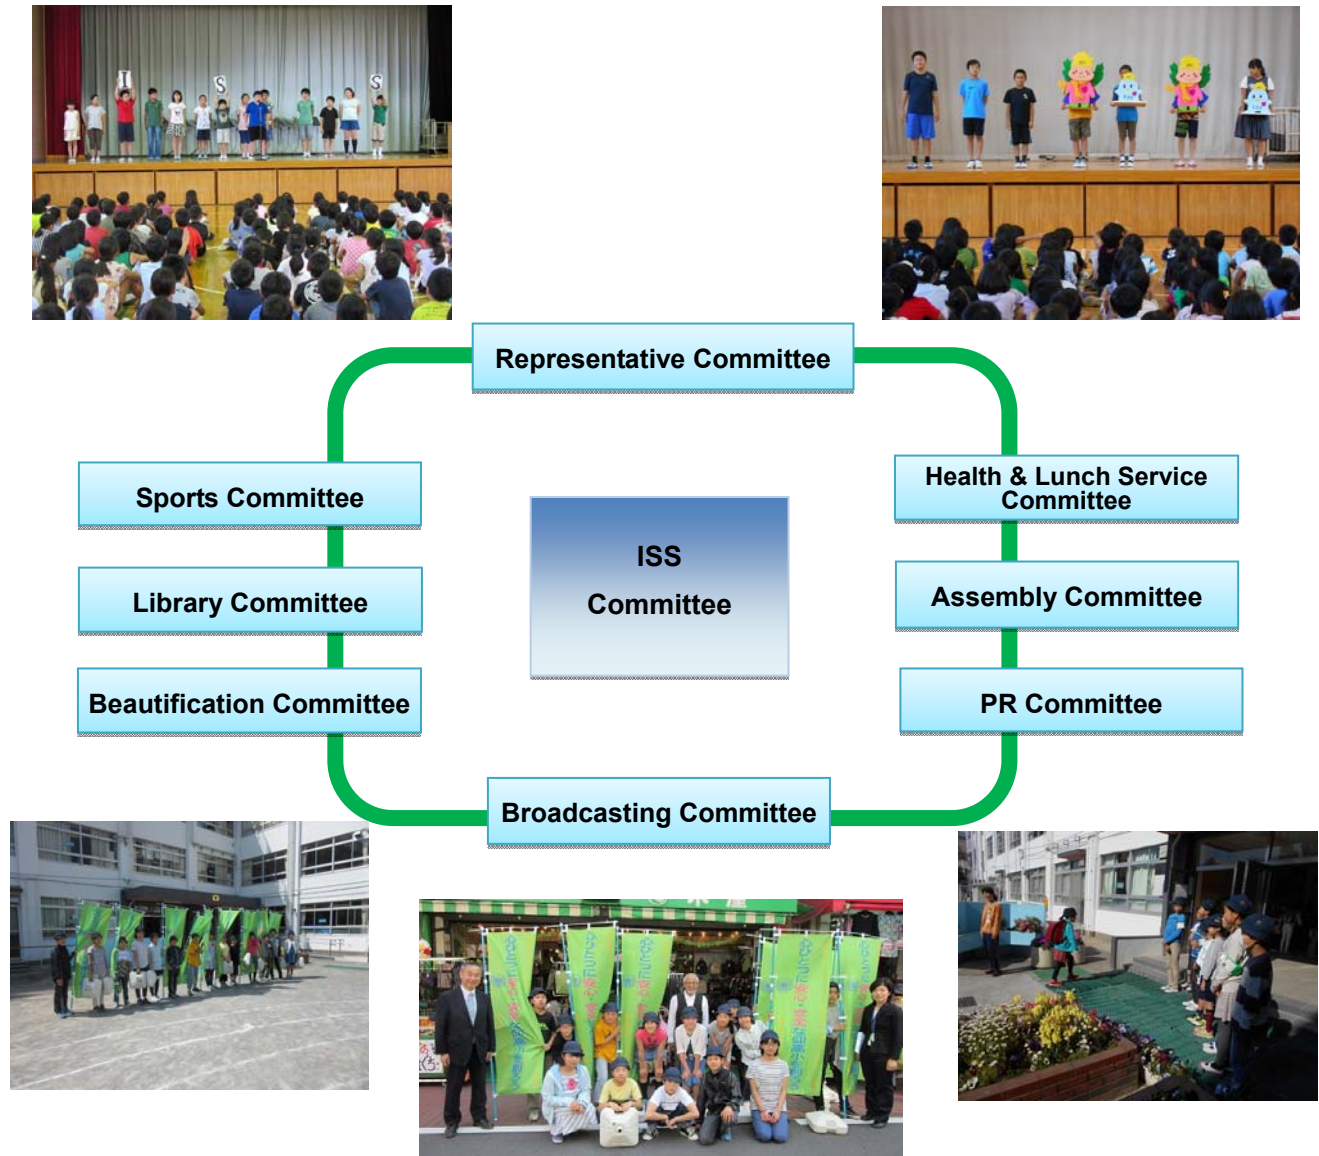 I S S
Representative Committee
Sports Committee
Health & Lunch Service
Committee
ISS
Committee
Library Committee
Assembly Committee
Beautification Committee
PR Committee
Broadcasting Committee